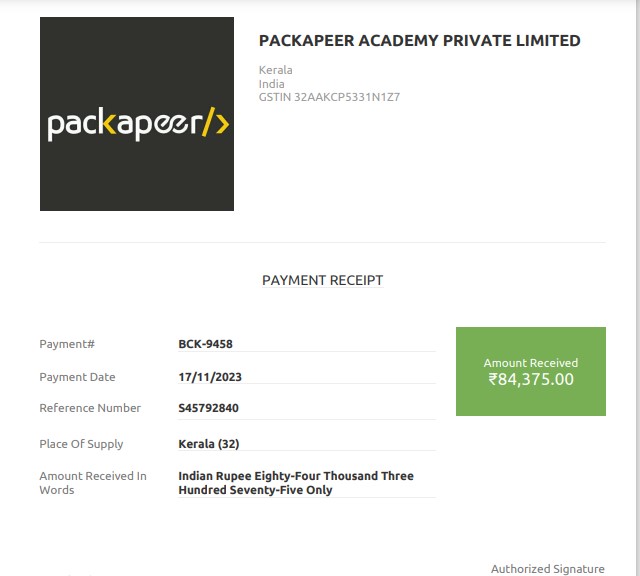 packapeer/>
PACKAPEER ACADEMY PRIVATE LIMITED
Kerala
India
GSTIN 32AAKCP5331N1Z7
PAYMENT RECEIPT
Payment# BCK-9458
Payment Date 17/11/2023
Reference Number S45792840
Place Of Supply Kerala (32)
Amount Received In Words Indian Rupee Eighty-Four Thousand Three
Hundred Seventy-Five Only
Amount Received
₹84,375.00
Authorized Signature